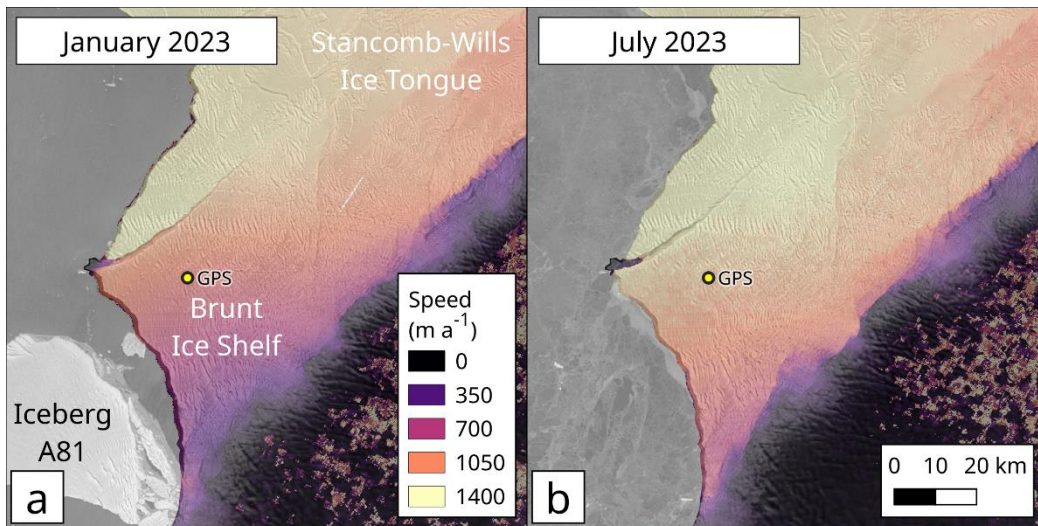 January 2023
Stancomb-Wills
Ice Tongue
GPS
Brunt
Ice Shelf
Iceberg
A81
Speed
(m a⁻¹)
0
350
700
1050
1400
a
July 2023
GPS
0 10 20 km
b